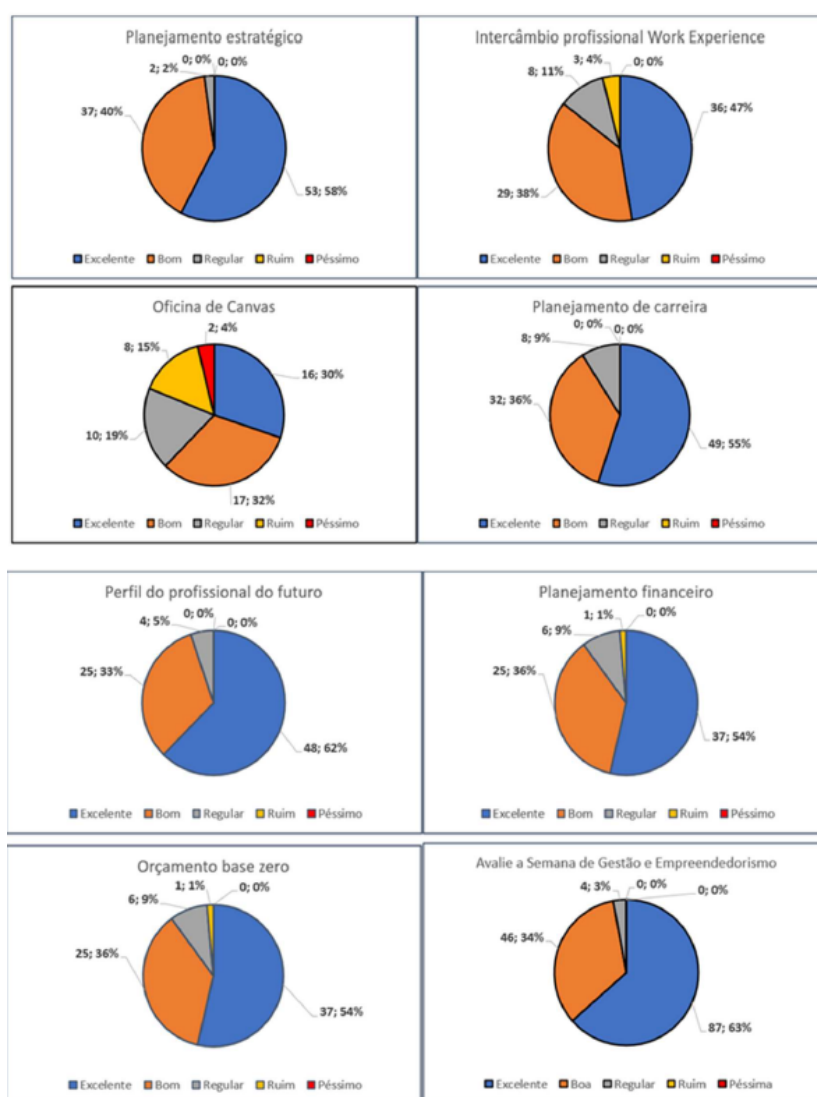 Planejamento estratégico
0; 0% 0; 0%
2; 2%
37; 40%
53; 58%
Excelente Bom Regular Ruim Péssimo
Intercâmbio profissional Work Experience
3; 4% 0; 0%
8; 11%
36; 47%
29; 38%
Excelente Bom Regular Ruim Péssimo
Oficina de Canvas
2; 4%
8; 15%
16; 30%
10; 19%
17; 32%
Excelente Bom Regular Ruim Péssimo
Planejamento de carreira
0; 0% 0; 0%
8; 9%
32; 36%
49; 55%
Excelente Bom Regular Ruim Péssimo
Perfil do profissional do futuro
0; 0%
4; 5% 0; 0%
25; 33%
48; 62%
Excelente Bom Regular Ruim Péssimo
Planejamento financeiro
1; 1% 0; 0%
6; 9%
25; 36%
37; 54%
Excelente Bom Regular Ruim Péssimo
Orçamento base zero
1; 1% 0; 0%
6; 9%
25; 36%
37; 54%
Excelente Bom Regular Ruim Péssimo
Avalie a Semana de Gestão e Empreendedorismo
4; 3% 0; 0%
0; 0%
46; 34%
87; 63%
Excelente Boa Regular Ruim Péssima